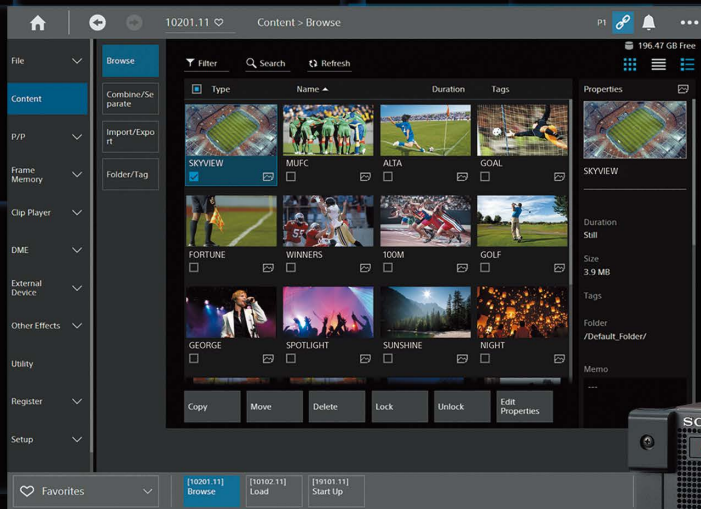 10201.11
Content > Browse
P1
196.47 GB Free
File
Content
P/P
Frame
Memory
Clip Player
DME
External
Device
Other Effects
Utility
Register
Setup
Browse
Combine/Se
parate
Import/Expo
rt
Folder/Tag
Filter
Search
Refresh
Type
Name
Duration
Tags
SKYVIEW
MUFC
ALTA
GOAL
FORTUNE
WINNERS
100M
GOLF
GEORGE
SPOTLIGHT
SUNSHINE
NIGHT
Copy
Move
Delete
Lock
Unlock
Edit
Properties
Properties
SKYVIEW
Duration
Still
Size
3.9 MB
Tags
Folder
/Default_Folder/
Memo
---
SO
Favorites
[10201.11]
Browse
[10102.11]
Load
[19101.11]
Start Up